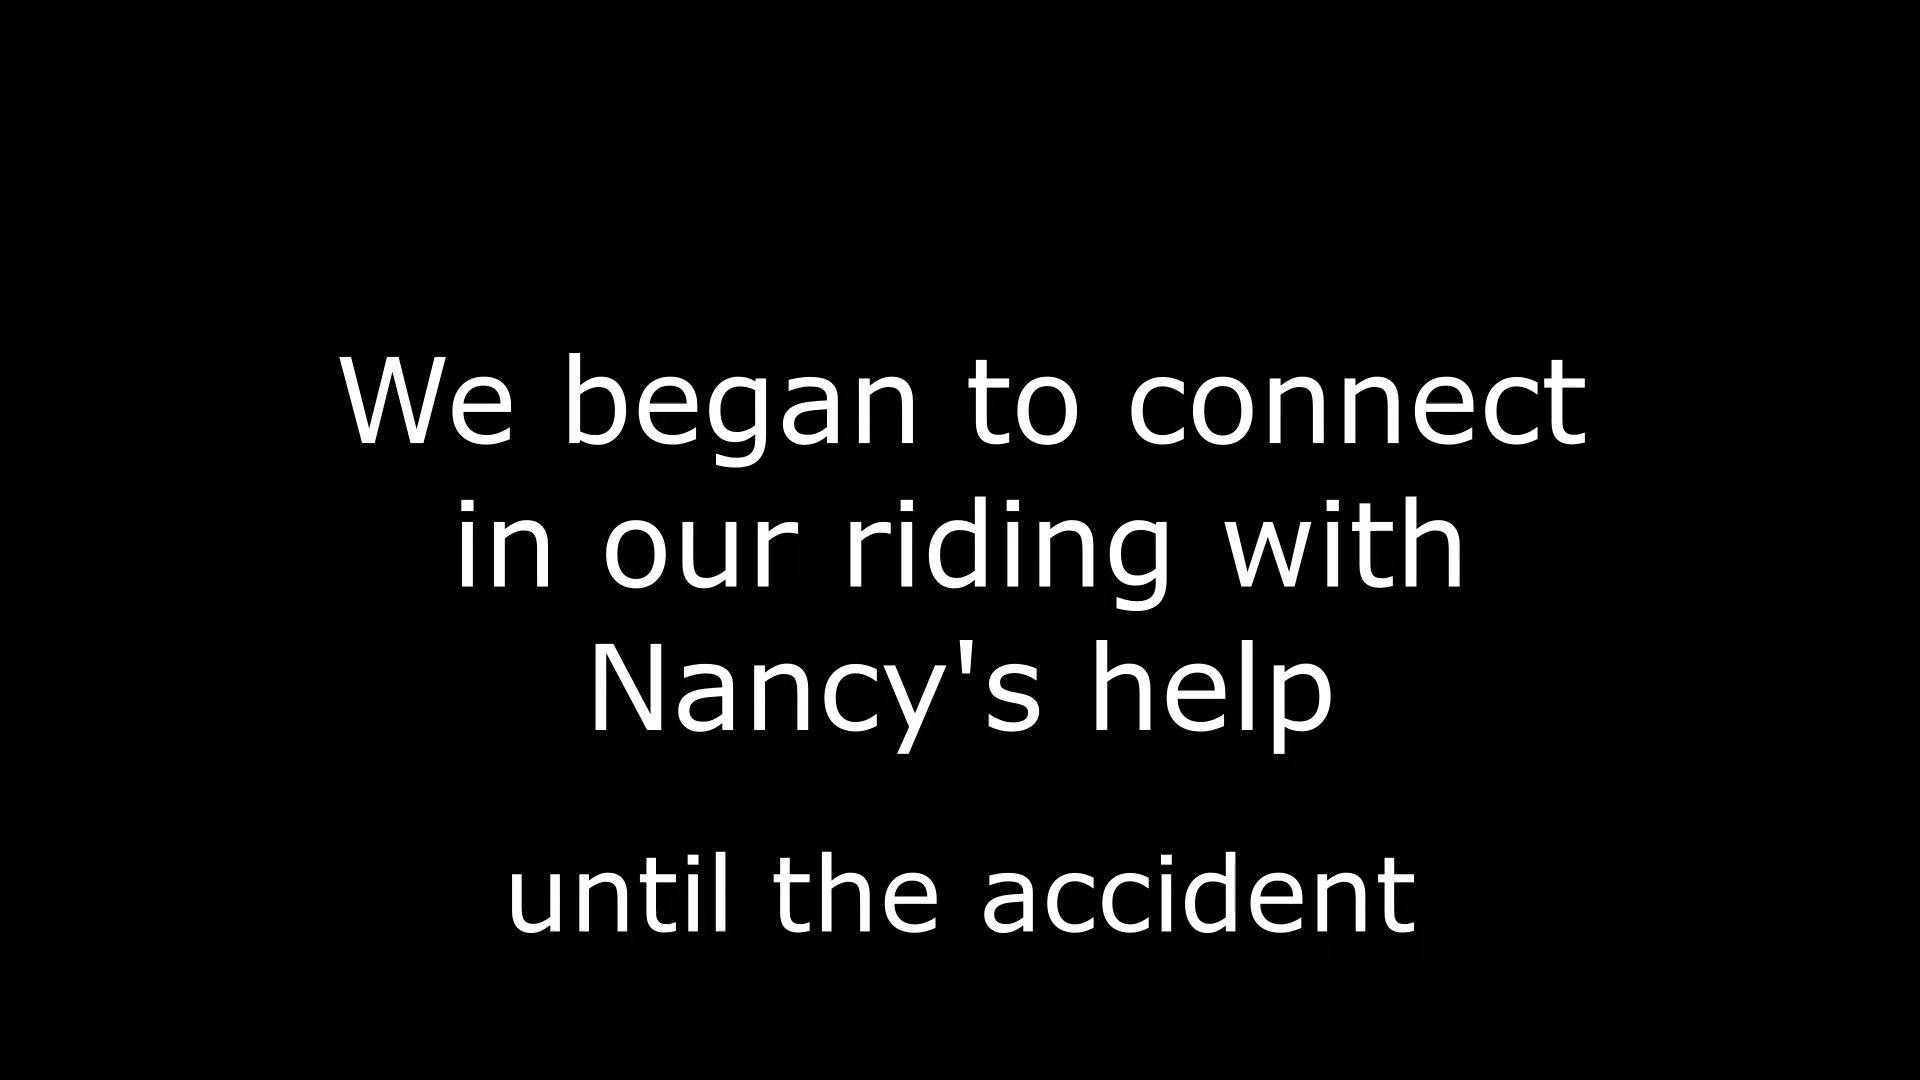 We began to connect
in our riding with
Nancy's help
until the accident